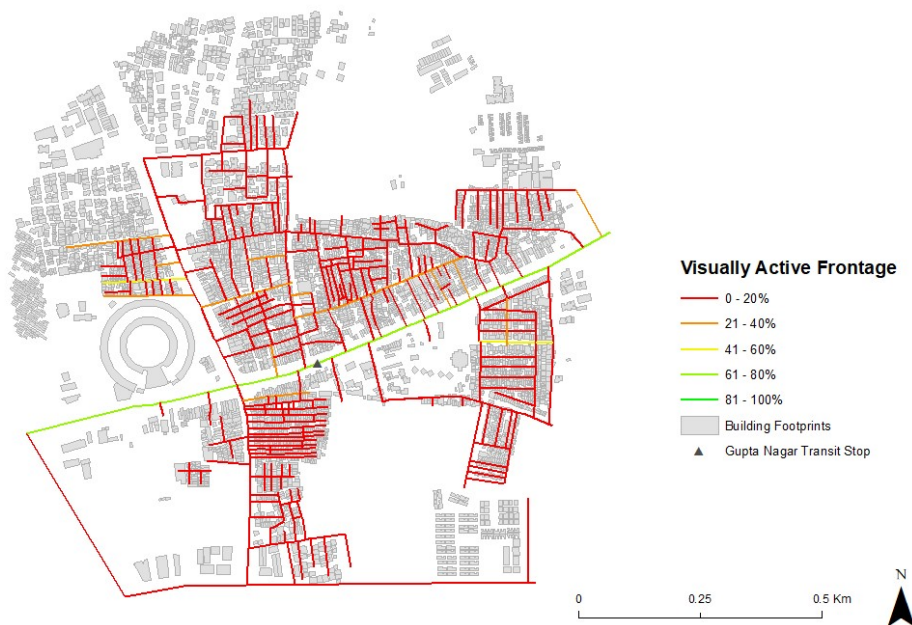 Visually Active Frontage
0 - 20%
21 - 40%
41 - 60%
61 - 80%
81 - 100%
Building Footprints
Gupta Nagar Transit Stop
N
0 0.25 0.5 Km